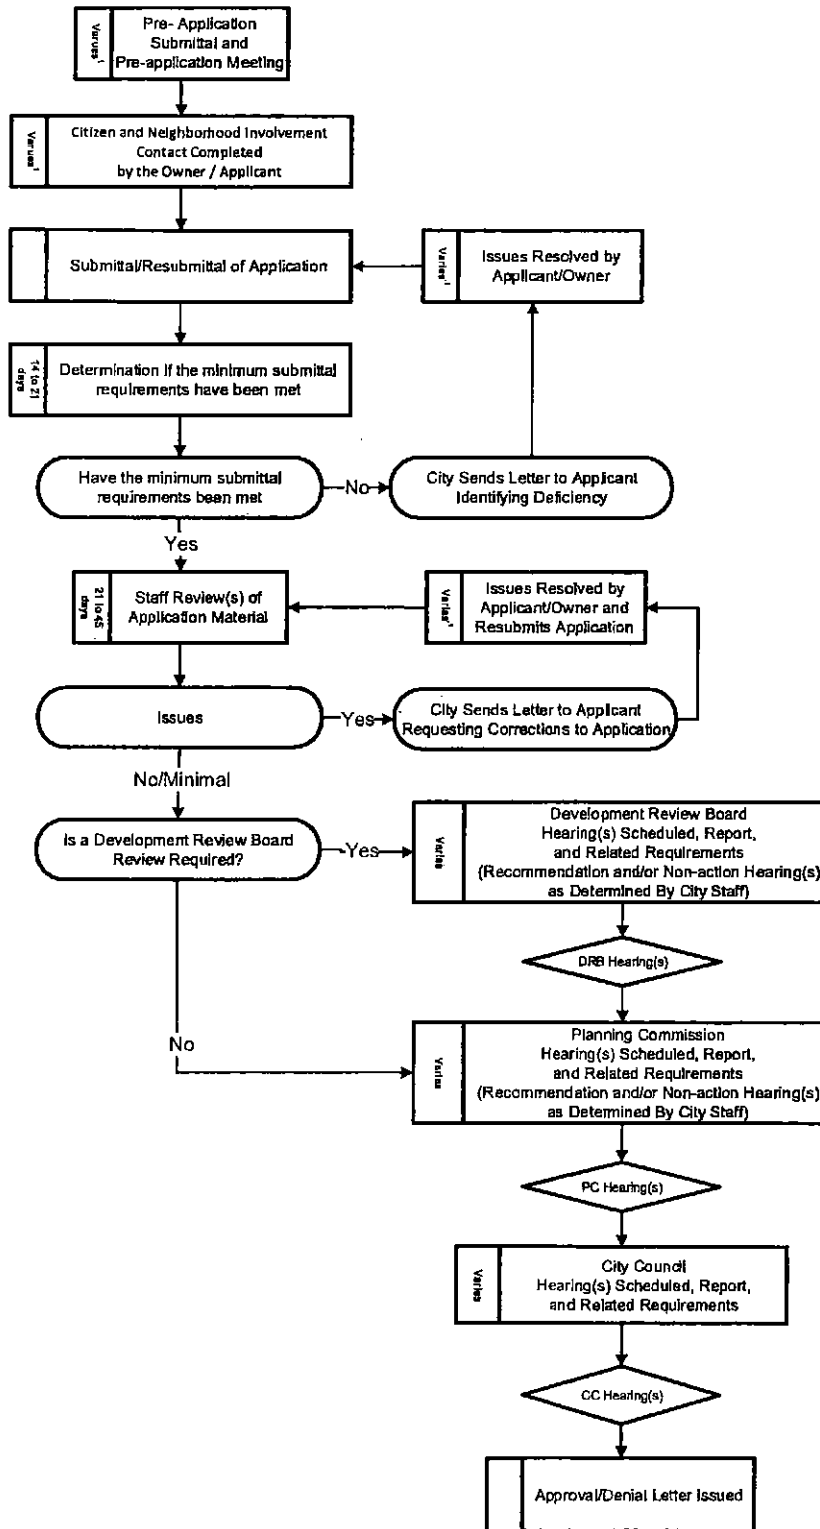 Varues¹
Pre- Application
Submittal and
Pre-application Meeting
Varues¹
Citizen and Neighborhood Involvement
Contact Completed
by the Owner / Applicant
Submittal/Resubmittal of Application
Varies¹
Issues Resolved by
Applicant/Owner
14 to 21
days
Determination if the minimum submittal
requirements have been met
Have the minimum submittal
requirements been met
No
City Sends Letter to Applicant
Identifying Deficiency
Yes
21 to 45
days
Staff Review(s) of
Application Material
Varies¹
Issues Resolved by
Applicant/Owner and
Resubmits Application
Issues
Yes
City Sends Letter to Applicant
Requesting Corrections to Application
No/Minimal
Is a Development Review Board
Review Required?
Yes
Varies
Development Review Board
Hearing(s) Scheduled, Report,
and Related Requirements
(Recommendation and/or Non-action Hearing(s)
as Determined By City Staff)
DRB Hearing(s)
No
Varies
Planning Commission
Hearing(s) Scheduled, Report,
and Related Requirements
(Recommendation and/or Non-action Hearing(s)
as Determined By City Staff)
PC Hearing(s)
Varies
City Council
Hearing(s) Scheduled, Report,
and Related Requirements
CC Hearing(s)
Approval/Denial Letter Issued